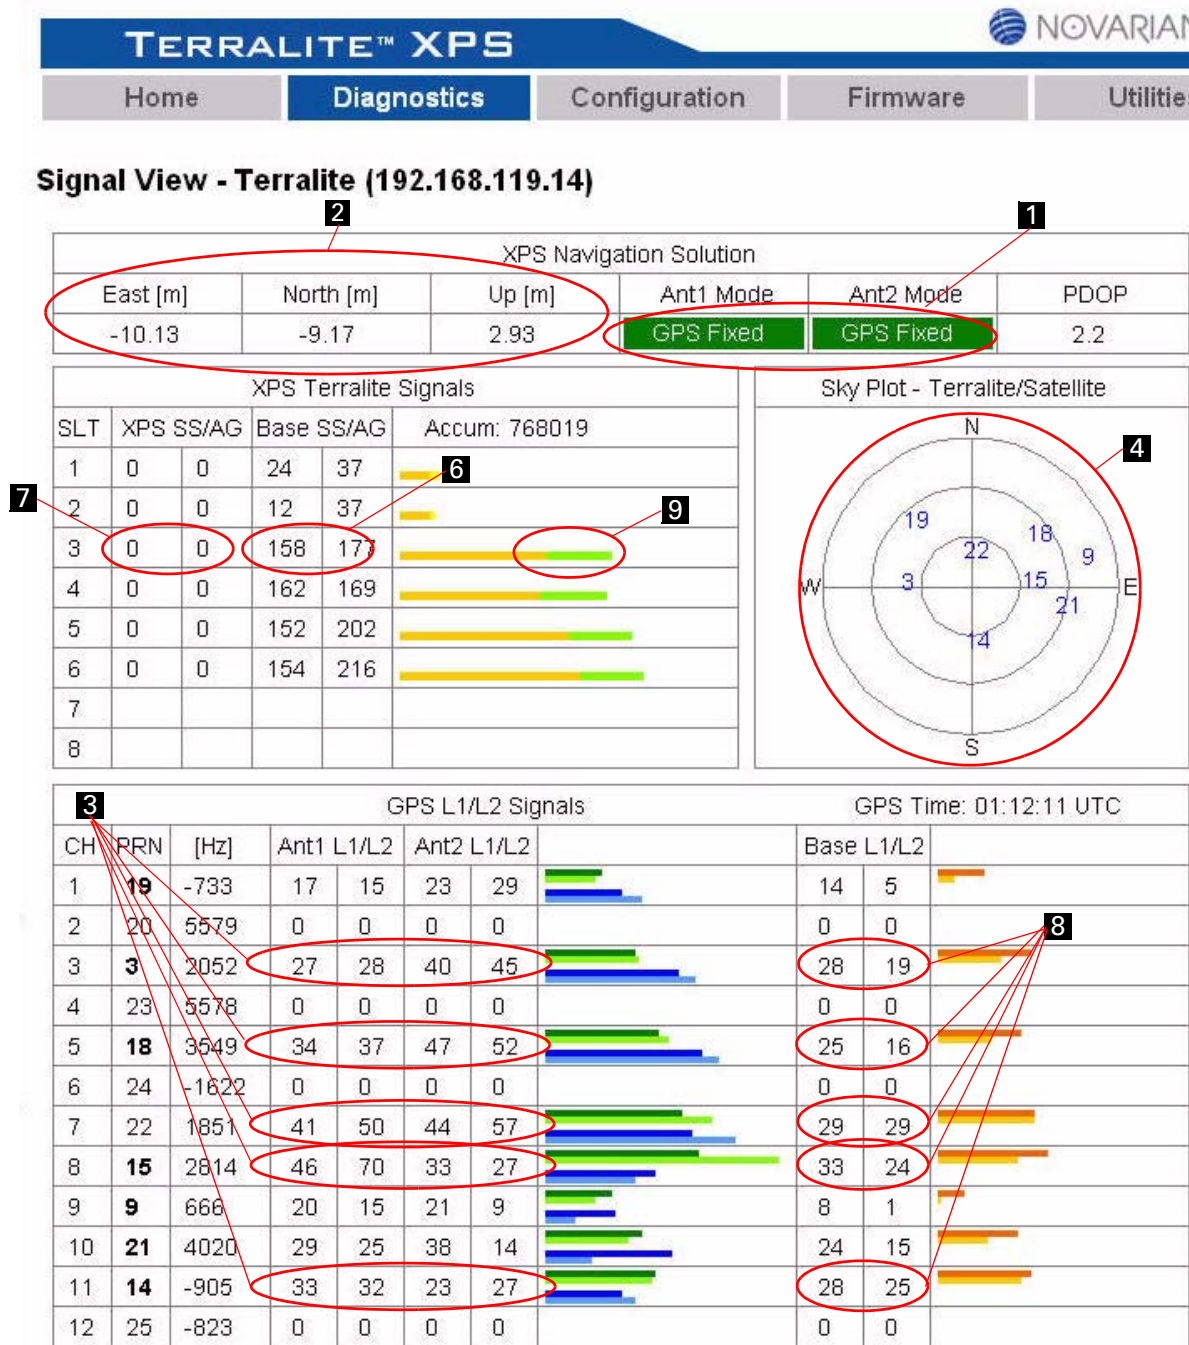 TERRALITE™ XPS
NOVARIAN
Home Diagnostics Configuration Firmware Utilitie
Signal View - Terralite (192.168.119.14)
2 1
XPS Navigation Solution
East [m] North [m] Up [m] Ant1 Mode Ant2 Mode PDOP
-10.13 -9.17 2.93 GPS Fixed GPS Fixed 2.2
XPS Terralite Signals
SLT XPS SS/AG Base SS/AG Accum: 768019
1 0 0 24 37
6
2 0 0 12 37
7 9
3 0 0 158 177
4 0 0 162 169
5 0 0 152 202
6 0 0 154 216
7
8
Sky Plot - Terralite/Satellite
N
4
19
18
22 9
W 3 15 E
21
14
S
3
GPS L1/L2 Signals GPS Time: 01:12:11 UTC
CH PRN [Hz] Ant1 L1/L2 Ant2 L1/L2 Base L1/L2
1 19 -733 17 15 23 29 14 5
2 20 5579 0 0 0 0 0 0
8
3 3 2052 27 28 40 45 28 19
4 23 5578 0 0 0 0 0 0
5 18 3549 34 37 47 52 25 16
6 24 -1622 0 0 0 0 0 0
7 22 1851 41 50 44 57 29 29
8 15 2814 46 70 33 27 33 24
9 9 666 20 15 21 9 8 1
10 21 4020 29 25 38 14 24 15
11 14 -905 33 32 23 27 28 25
12 25 -823 0 0 0 0 0 0